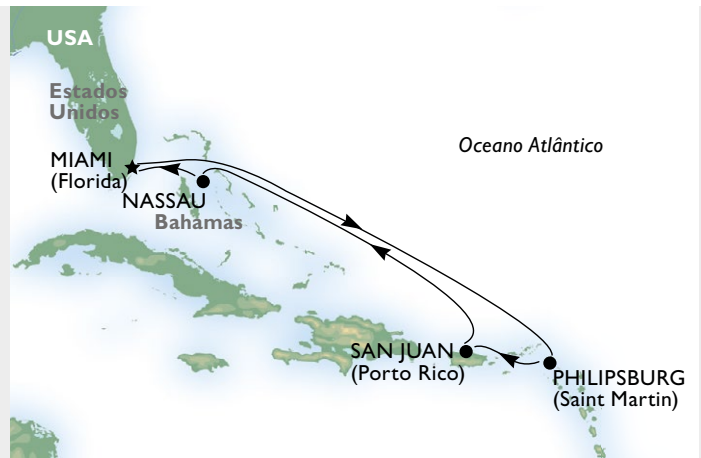 USA
Estados
Unidos
Oceano Atlântico
MIAMI
(Florida)
NASSAU
Bahamas
SAN JUAN
(Porto Rico)
PHILIPSBURG
(Saint Martin)